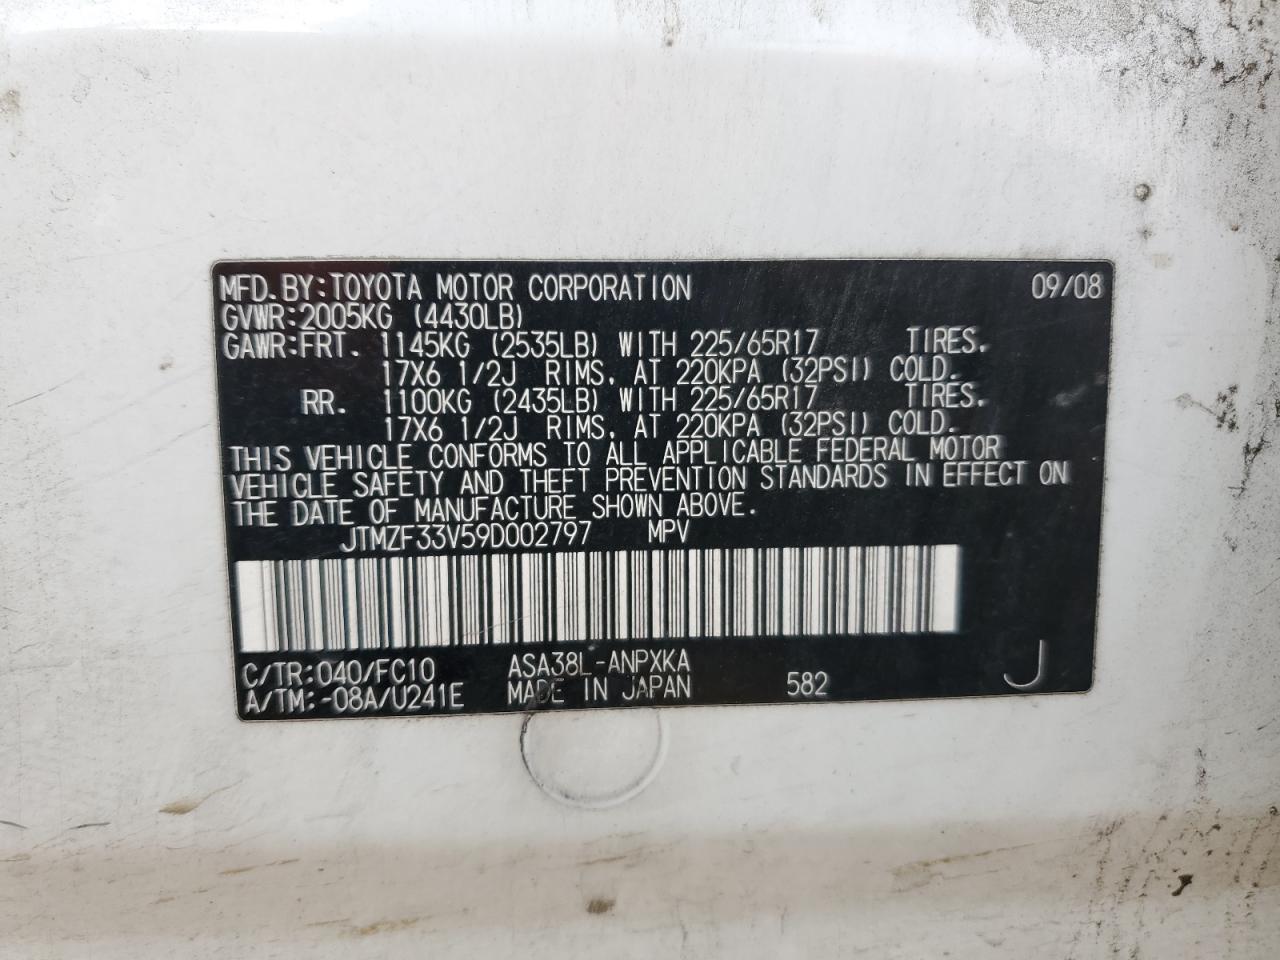 MFD. BY:TOYOTA MOTOR CORPORATION 09/08
GVWR:2005KG (4430LB)
GAWR:FRT. 1145KG (2535LB) WITH 225/65R17 TIRES.
17X6 1/2J RIMS, AT 220KPA (32PSI) COLD.
RR. 1100KG (2435LB) WITH 225/65R17 TIRES.
17X6 1/2J RIMS, AT 220KPA (32PSI) COLD.
THIS VEHICLE CONFORMS TO ALL APPLICABLE FEDERAL MOTOR
VEHICLE SAFETY AND THEFT PREVENTION STANDARDS IN EFFECT ON
THE DATE OF MANUFACTURE SHOWN ABOVE.
JTMZF33V59D002797 MPV
C/TR:040/FC10 ASA38L-ANPXKA
A/TM:-08A/U241E MADE IN JAPAN 582 J